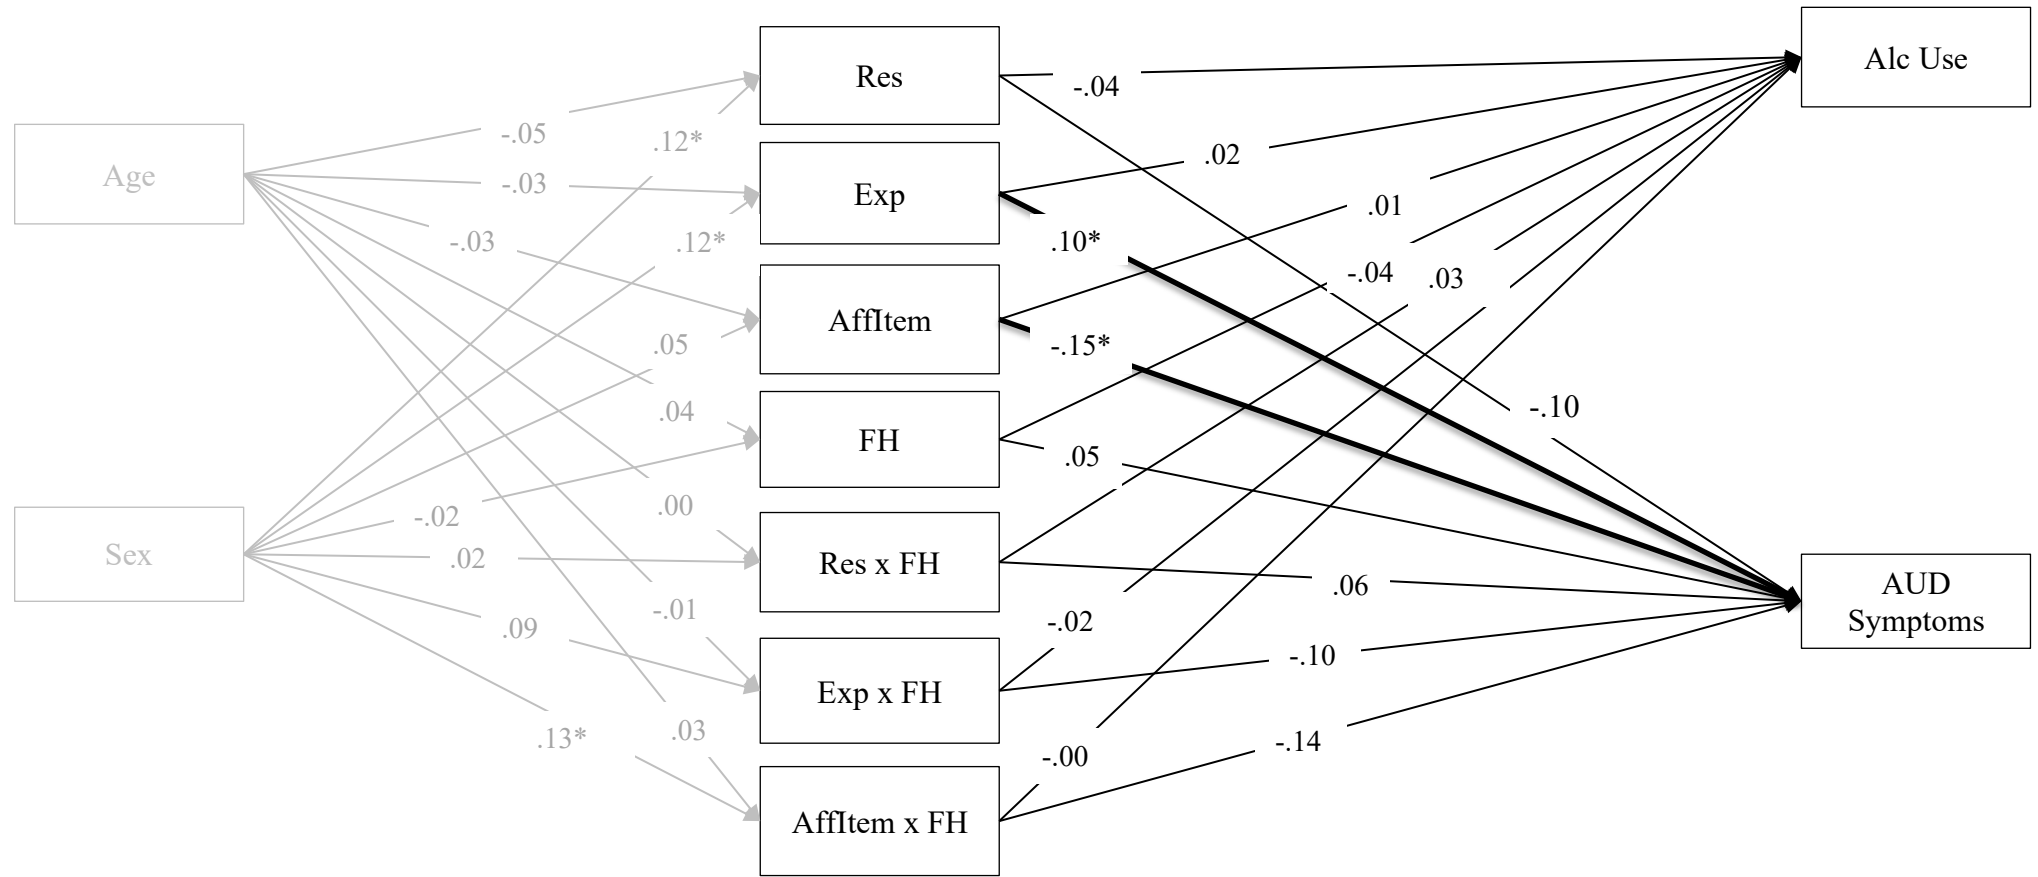 Res
Alc Use
-.04
-.05
.12*
Age
-.03
Exp
.02
.01
-.03
.12*
.10*
-.04
.03
AffItem
.05
-.15*
.04
FH
.05
-.10
.00
-.02
Sex
.02
Res x FH
.06
AUD
Symptoms
-.01
.09
-.02
-.10
Exp x FH
.13*
.03
-.00
-.14
AffItem x FH